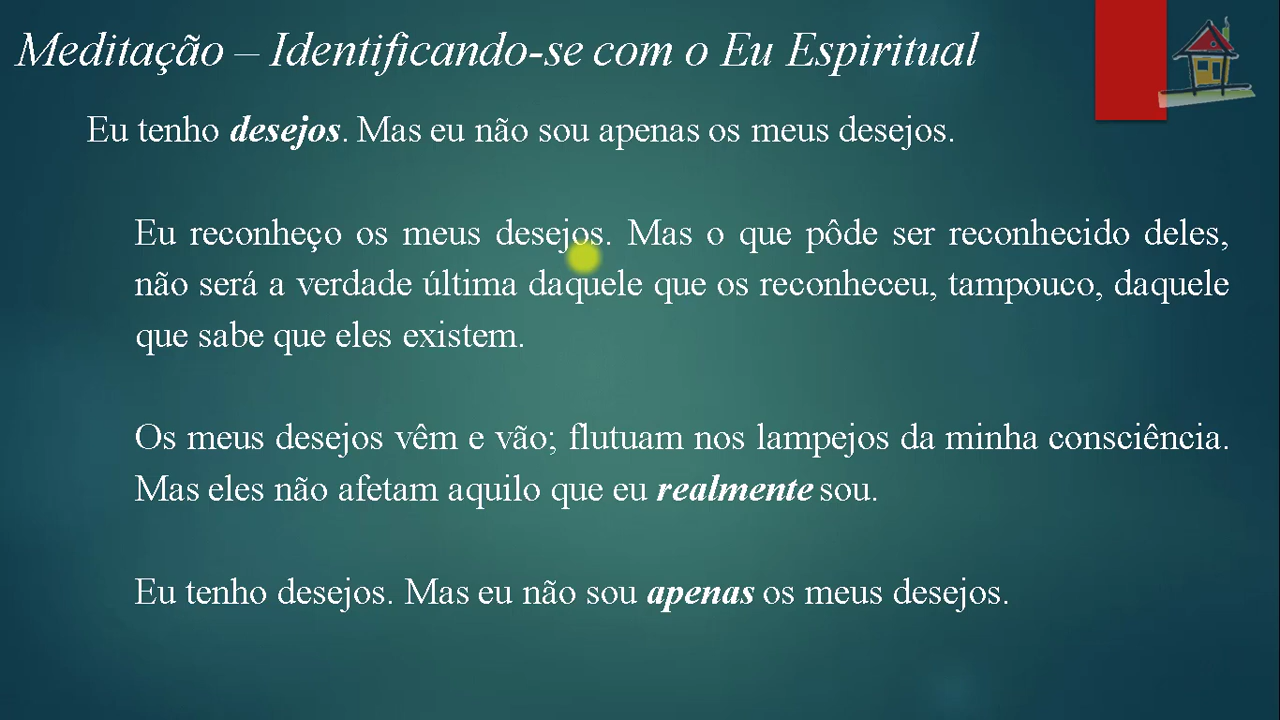 Meditação – Identificando-se com o Eu Espiritual
Eu tenho desejos. Mas eu não sou apenas os meus desejos.
Eu reconheço os meus desejos. Mas o que pôde ser reconhecido deles,
não será a verdade última daquele que os reconheceu, tampouco, daquele
que sabe que eles existem.
Os meus desejos vêm e vão; flutuam nos lampejos da minha consciência.
Mas eles não afetam aquilo que eu realmente sou.
Eu tenho desejos. Mas eu não sou apenas os meus desejos.